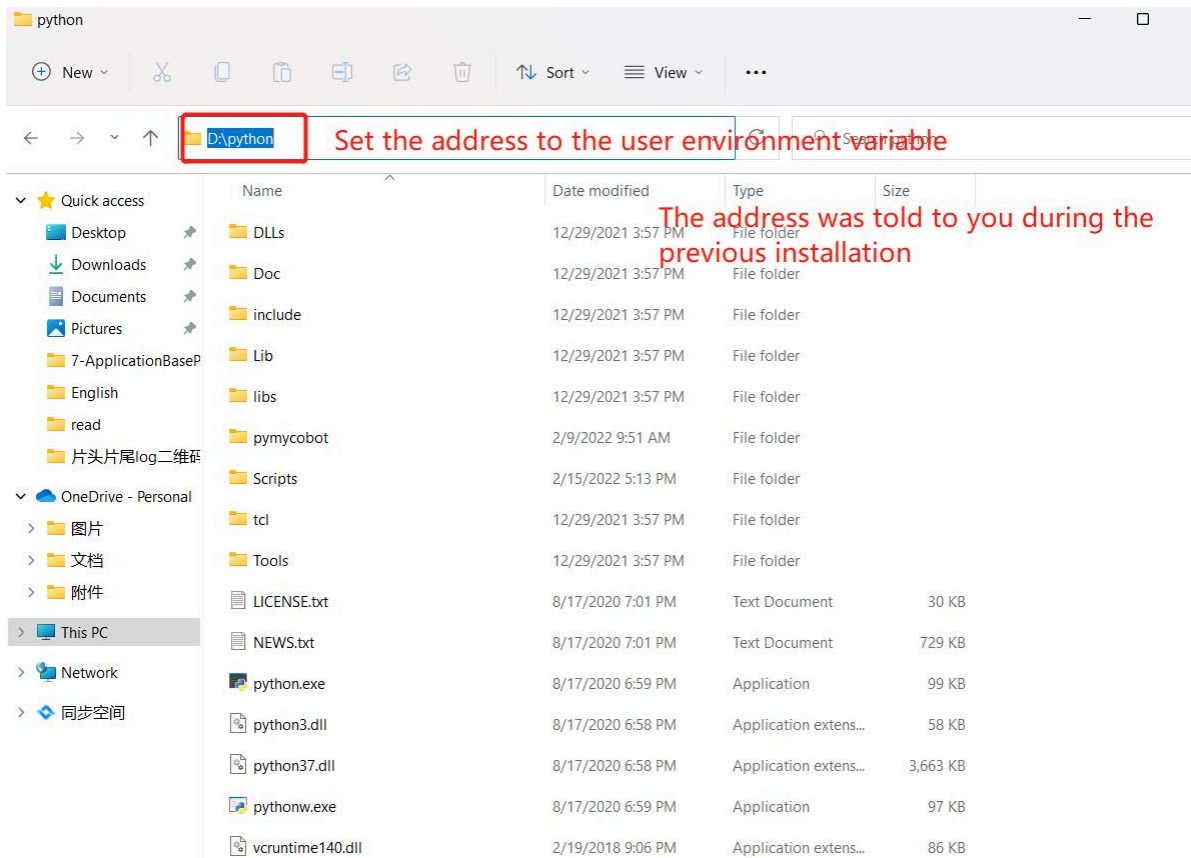 python
New
Sort
View
D:\python
Set the address to the user environment variable
Search python
Name
Date modified
Type
Size
The address was told to you during the
previous installation
Quick access
Desktop
Downloads
Documents
Pictures
7-ApplicationBaseP
English
read
片头片尾log二维码
OneDrive - Personal
图片
文档
附件
This PC
Network
同步空间
DLLs 12/29/2021 3:57 PM File folder
Doc 12/29/2021 3:57 PM File folder
include 12/29/2021 3:57 PM File folder
Lib 12/29/2021 3:57 PM File folder
libs 12/29/2021 3:57 PM File folder
pymycobot 2/9/2022 9:51 AM File folder
Scripts 2/15/2022 5:13 PM File folder
tcl 12/29/2021 3:57 PM File folder
Tools 12/29/2021 3:57 PM File folder
LICENSE.txt 8/17/2020 7:01 PM Text Document 30 KB
NEWS.txt 8/17/2020 7:01 PM Text Document 729 KB
python.exe 8/17/2020 6:59 PM Application 99 KB
python3.dll 8/17/2020 6:58 PM Application extens... 58 KB
python37.dll 8/17/2020 6:58 PM Application extens... 3,663 KB
pythonw.exe 8/17/2020 6:59 PM Application 97 KB
vcruntime140.dll 2/19/2018 9:06 PM Application extens... 86 KB